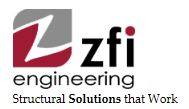 zfi
engineering
Structural Solutions that Work